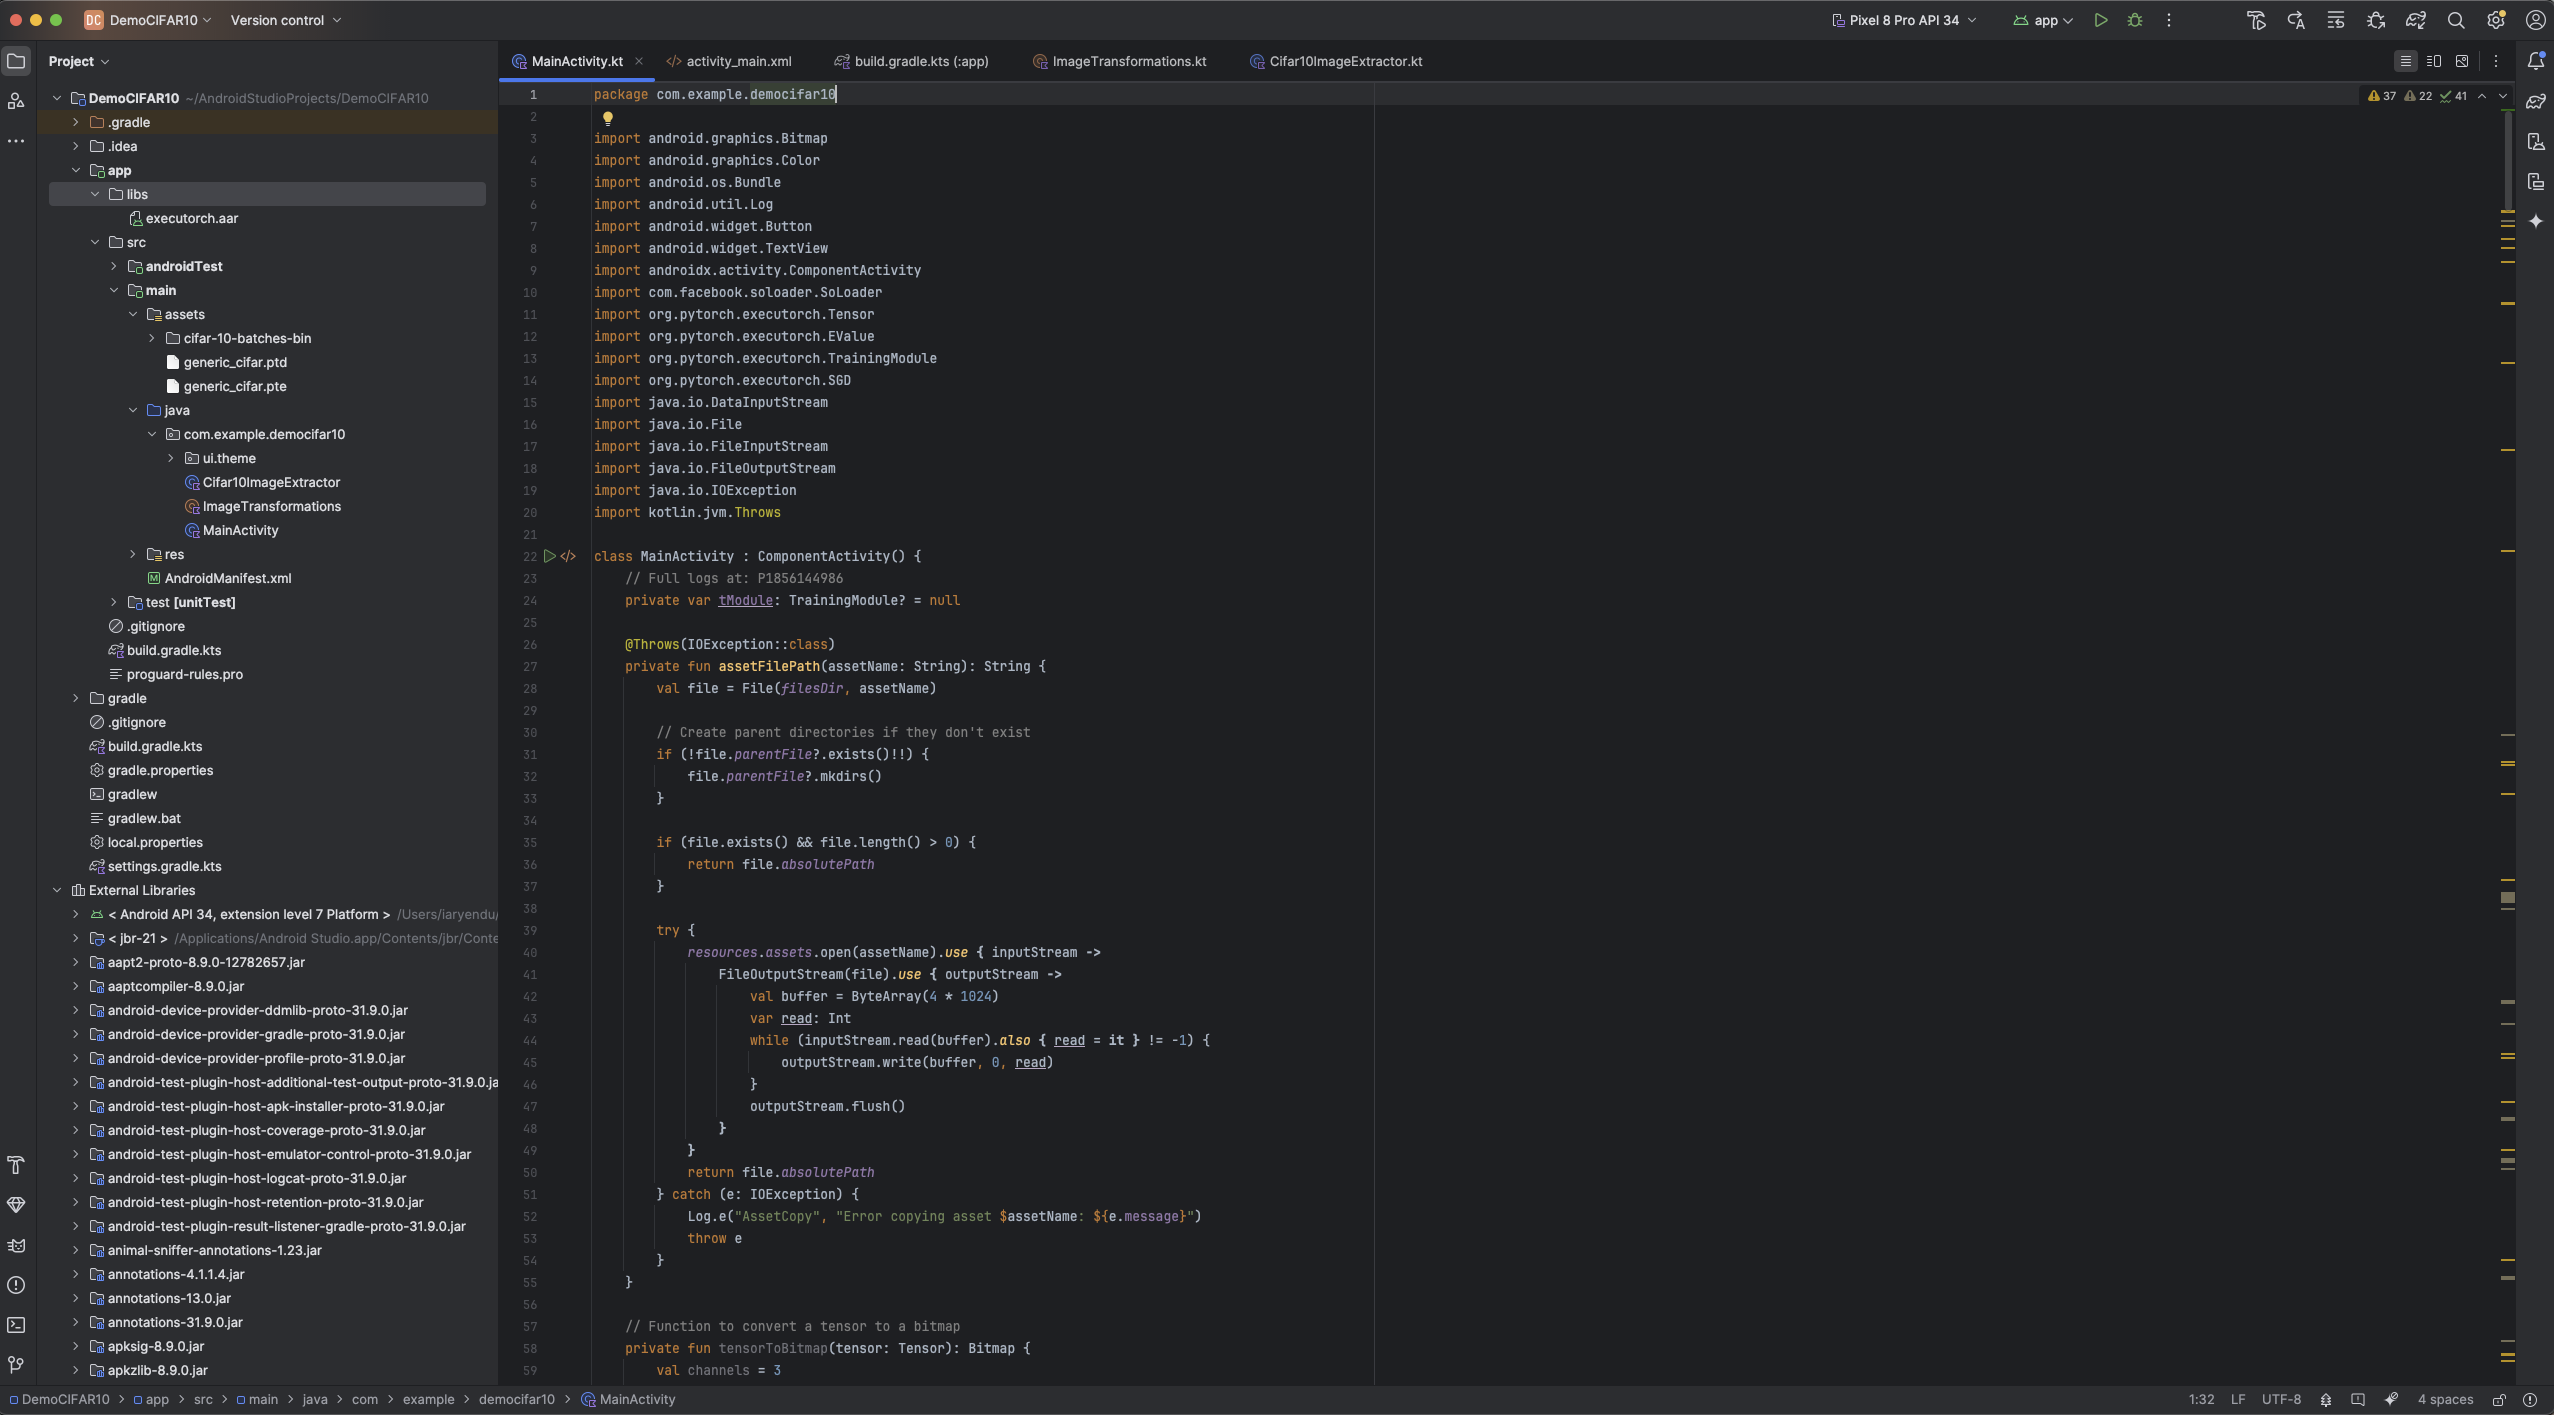 DC DemoCIFAR10 Version control Pixel 8 Pro API 34 app
Project
DemoCIFAR10 ~/AndroidStudioProjects/DemoCIFAR10
.gradle
.idea
app
libs
executorch.aar
src
androidTest
main
assets
cifar-10-batches-bin
generic_cifar.ptd
generic_cifar.pte
java
com.example.democifar10
ui.theme
Cifar10ImageExtractor
ImageTransformations
MainActivity
res
AndroidManifest.xml
test [unitTest]
.gitignore
build.gradle.kts
proguard-rules.pro
gradle
.gitignore
build.gradle.kts
gradle.properties
gradlew
gradlew.bat
local.properties
settings.gradle.kts
External Libraries
< Android API 34, extension level 7 Platform > /Users/iaryendu/
< jbr-21 > /Applications/Android Studio.app/Contents/jbr/Conte
aapt2-proto-8.9.0-12782657.jar
aaptcompiler-8.9.0.jar
android-device-provider-ddmlib-proto-31.9.0.jar
android-device-provider-gradle-proto-31.9.0.jar
android-device-provider-profile-proto-31.9.0.jar
android-test-plugin-host-additional-test-output-proto-31.9.0.ja
android-test-plugin-host-apk-installer-proto-31.9.0.jar
android-test-plugin-host-coverage-proto-31.9.0.jar
android-test-plugin-host-emulator-control-proto-31.9.0.jar
android-test-plugin-host-logcat-proto-31.9.0.jar
android-test-plugin-host-retention-proto-31.9.0.jar
android-test-plugin-result-listener-gradle-proto-31.9.0.jar
animal-sniffer-annotations-1.23.jar
annotations-4.1.1.4.jar
annotations-13.0.jar
annotations-31.9.0.jar
apksig-8.9.0.jar
apkzlib-8.9.0.jar
MainActivity.kt activity_main.xml build.gradle.kts (:app) ImageTransformations.kt Cifar10ImageExtractor.kt
37 22 41
1 package com.example.democifar10
2
3 import android.graphics.Bitmap
4 import android.graphics.Color
5 import android.os.Bundle
6 import android.util.Log
7 import android.widget.Button
8 import android.widget.TextView
9 import androidx.activity.ComponentActivity
10 import com.facebook.soloader.SoLoader
11 import org.pytorch.executorch.Tensor
12 import org.pytorch.executorch.EValue
13 import org.pytorch.executorch.TrainingModule
14 import org.pytorch.executorch.SGD
15 import java.io.DataInputStream
16 import java.io.File
17 import java.io.FileInputStream
18 import java.io.FileOutputStream
19 import java.io.IOException
20 import kotlin.jvm.Throws
21
22 class MainActivity : ComponentActivity() {
23 // Full logs at: P1856144986
24 private var tModule: TrainingModule? = null
25
26 @Throws(IOException::class)
27 private fun assetFilePath(assetName: String): String {
28 val file = File(filesDir, assetName)
29
30 // Create parent directories if they don't exist
31 if (!file.parentFile?.exists()!!) {
32 file.parentFile?.mkdirs()
33 }
34
35 if (file.exists() && file.length() > 0) {
36 return file.absolutePath
37 }
38
39 try {
40 resources.assets.open(assetName).use { inputStream ->
41 FileOutputStream(file).use { outputStream ->
42 val buffer = ByteArray(4 * 1024)
43 var read: Int
44 while (inputStream.read(buffer).also { read = it } != -1) {
45 outputStream.write(buffer, 0, read)
46 }
47 outputStream.flush()
48 }
49 }
50 return file.absolutePath
51 } catch (e: IOException) {
52 Log.e("AssetCopy", "Error copying asset $assetName: ${e.message}")
53 throw e
54 }
55 }
56
57 // Function to convert a tensor to a bitmap
58 private fun tensorToBitmap(tensor: Tensor): Bitmap {
59 val channels = 3
DemoCIFAR10 > app > src > main > java > com > example > democifar10 > MainActivity 1:32 LF UTF-8 4 spaces